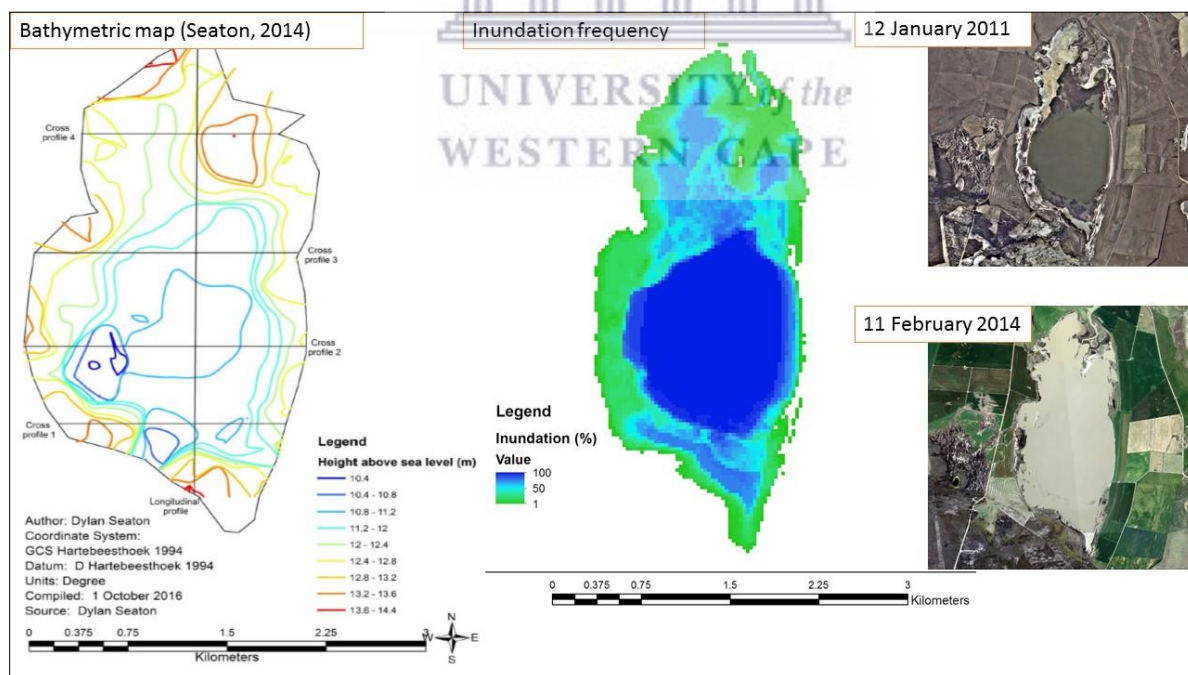 Bathymetric map (Seaton, 2014)
Cross
profile 4
Cross
profile 3
Cross
profile 2
Cross
profile 1
Longitudinal
profile
Author: Dylan Seaton
Coordinate System:
GCS Hartebeesthoek 1994
Datum: D Hartebeesthoek 1994
Units: Degree
Compiled: 1 October 2016
Source: Dylan Seaton
Legend
Height above sea level (m)
10.4
10.4 - 10.8
10.8 - 11.2
11.2 - 12
12 - 12.4
12.4 - 12.8
12.8 - 13.2
13.2 - 13.6
13.6 - 14.4
0 0.375 0.75 1.5 2.25 3
Kilometers
N
W E
S
Inundation frequency
UNIVERSITY of the
WESTERN CAPE
Legend
Inundation (%)
Value
100
50
1
0 0.375 0.75 1.5 2.25 3
Kilometers
12 January 2011
11 February 2014